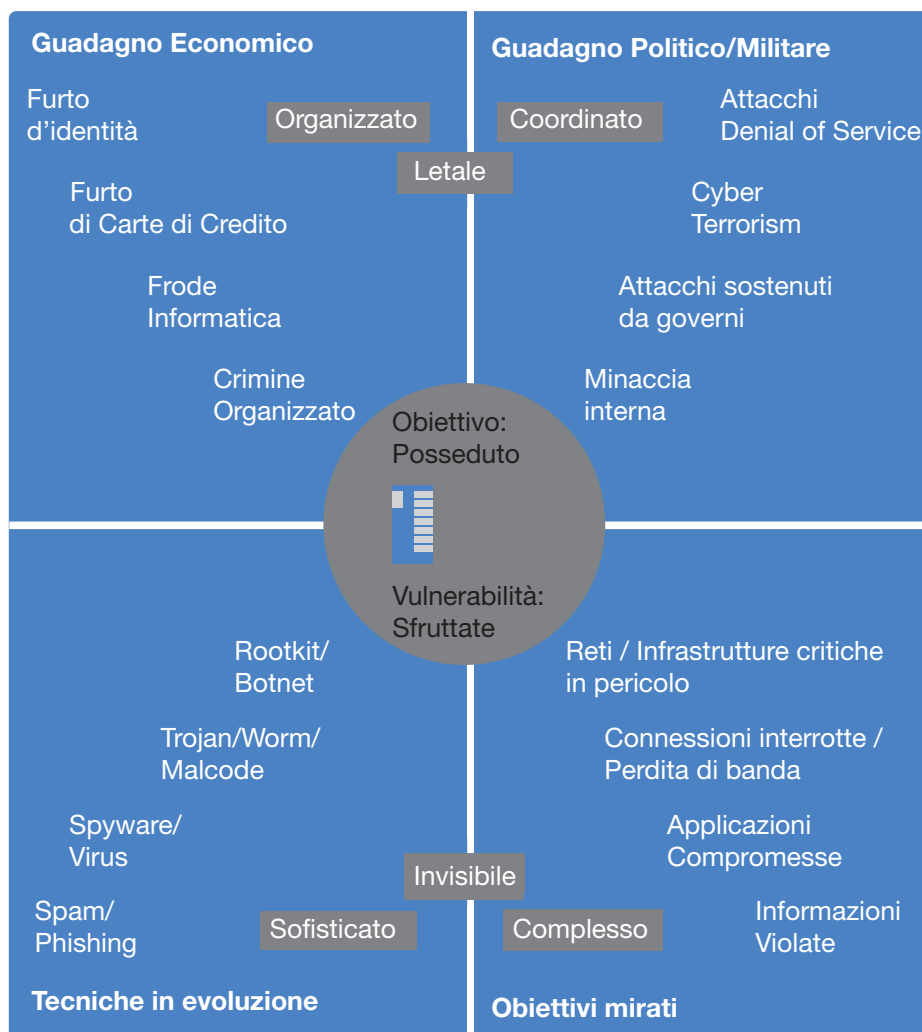 Guadagno Economico
Furto
d’identità
Organizzato
Furto
di Carte di Credito
Frode
Informatica
Crimine
Organizzato
Guadagno Politico/Militare
Coordinato
Attacchi
Denial of Service
Letale
Cyber
Terrorism
Attacchi sostenuti
da governi
Minaccia
interna
Obiettivo:
Posseduto
Vulnerabilità:
Sfruttate
Rootkit/
Botnet
Trojan/Worm/
Malcode
Spyware/
Virus
Spam/
Phishing
Sofisticato
Tecniche in evoluzione
Invisibile
Reti / Infrastrutture critiche
in pericolo
Connessioni interrotte /
Perdita di banda
Applicazioni
Compromesse
Complesso
Informazioni
Violate
Obiettivi mirati